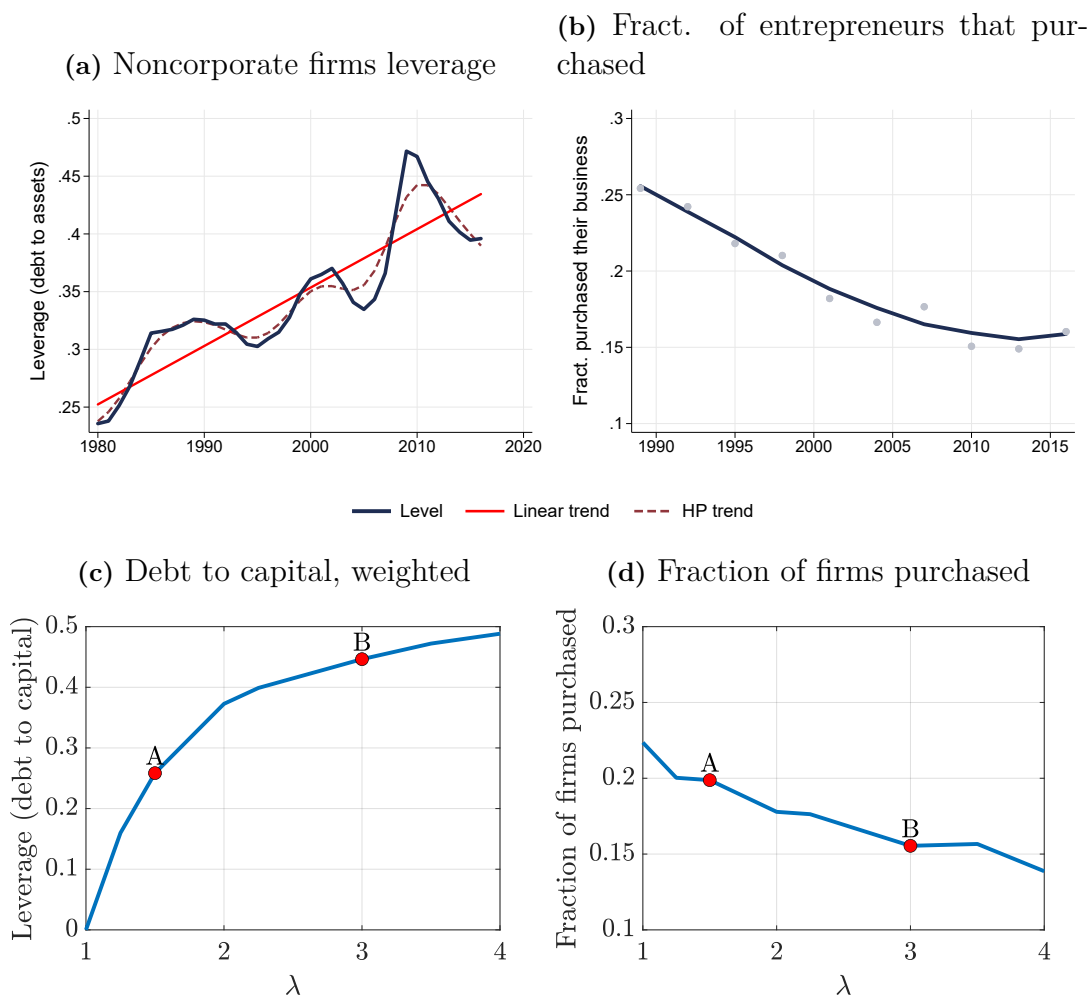 (a) Noncorporate firms leverage
(b) Fract. of entrepreneurs that pur-
chased
Leverage (debt to assets)
.5
.45
.4
.35
.3
.25
1980
1990
2000
2010
2020
Fract. purchased their business
.3
.25
.2
.15
.1
1990
1995
2000
2005
2010
2015
Level
Linear trend
HP trend
(c) Debt to capital, weighted
Leverage (debt to capital)
0.5
0.4
0.3
0.2
0.1
0
A
B
1
2
3
4
λ
(d) Fraction of firms purchased
Fraction of firms purchased
0.3
0.25
0.2
0.15
0.1
A
B
1
2
3
4
λ